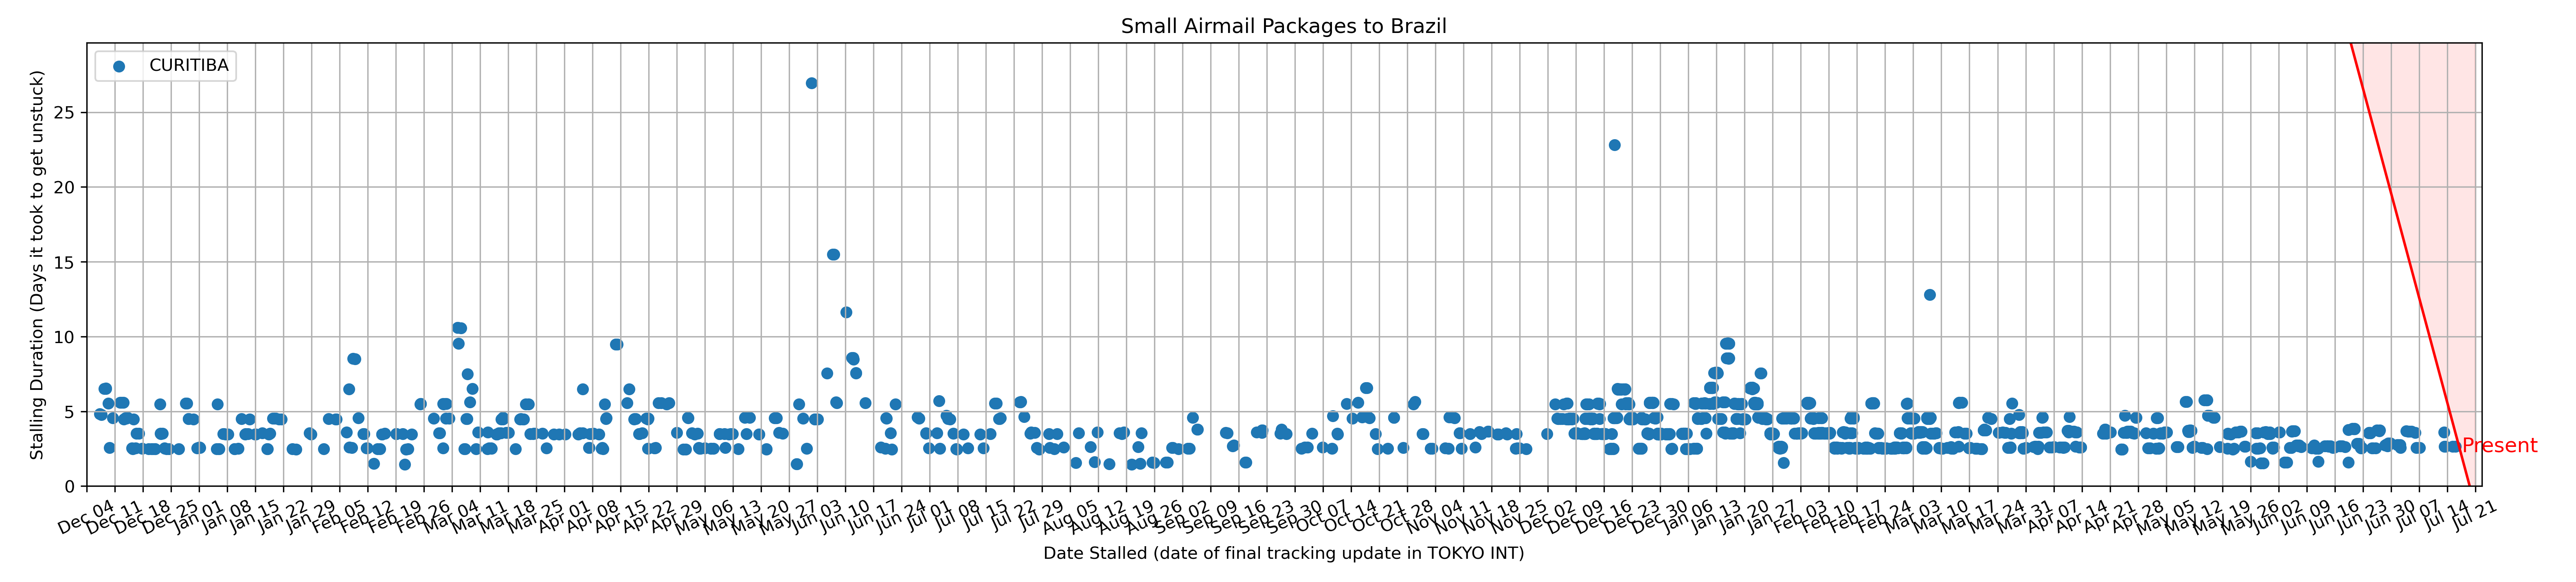 Small Airmail Packages to Brazil
CURITIBA
Stalling Duration (Days it took to get unstuck)
25
20
15
10
5
0
Present
Dec 04 Dec 11 Dec 18 Dec 25 Jan 01 Jan 08 Jan 15 Jan 22 Jan 29 Feb 05 Feb 12 Feb 19 Feb 26 Mar 04 Mar 11 Mar 18 Mar 25 Apr 01 Apr 08 Apr 15 Apr 22 Apr 29 May 06 May 13 May 20 May 27 Jun 03 Jun 10 Jun 17 Jun 24 Jul 01 Jul 08 Jul 15 Jul 22 Jul 29 Aug 05 Aug 12 Aug 19 Aug 26 Sep 02 Sep 09 Sep 16 Sep 23 Sep 30 Oct 07 Oct 14 Oct 21 Oct 28 Nov 04 Nov 11 Nov 18 Nov 25 Dec 02 Dec 09 Dec 16 Dec 23 Dec 30 Jan 06 Jan 13 Jan 20 Jan 27 Feb 03 Feb 10 Feb 17 Feb 24 Mar 03 Mar 10 Mar 17 Mar 24 Mar 31 Apr 07 Apr 14 Apr 21 Apr 28 May 05 May 12 May 19 May 26 Jun 02 Jun 09 Jun 16 Jun 23 Jun 30 Jul 07 Jul 14 Jul 21
Date Stalled (date of final tracking update in TOKYO INT)